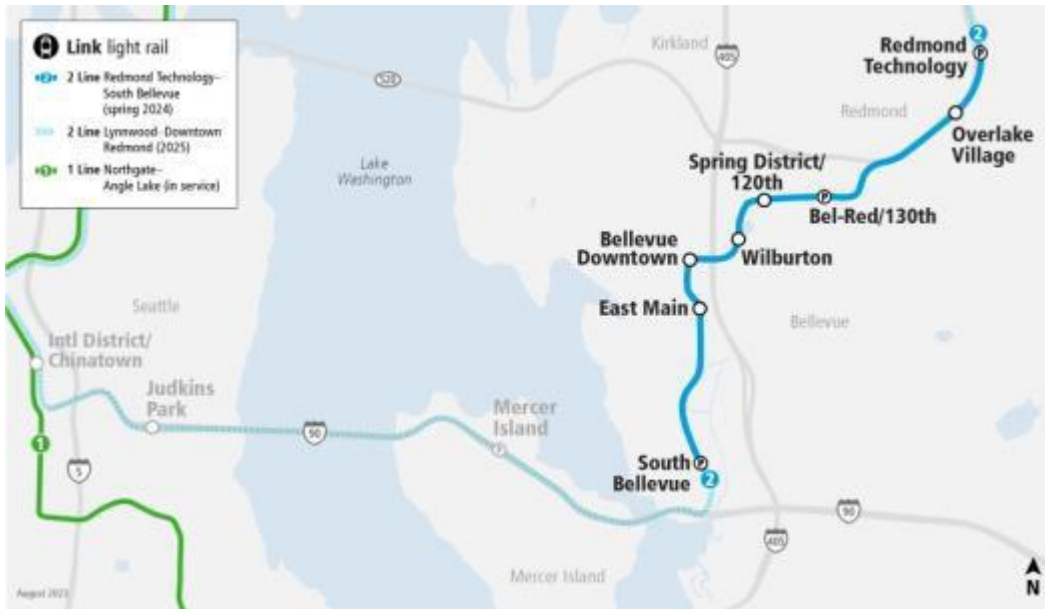 Link light rail
2 Line Redmond Technology–
South Bellevue
(spring 2024)
2 Line Lynnwood–Downtown
Redmond (2025)
1 Line Northgate–
Angle Lake (in service)
Kirkland
405
2
Redmond
Technology
P
520
Redmond
Overlake
Village
Lake
Washington
Spring District/
120th
P
Bel-Red/130th
Bellevue
Downtown
Wilburton
East Main
Seattle
Bellevue
Intl District/
Chinatown
Judkins
Park
Mercer
Island
P
90
1
5
South
Bellevue
P
2
90
405
Mercer Island
August 2023
N